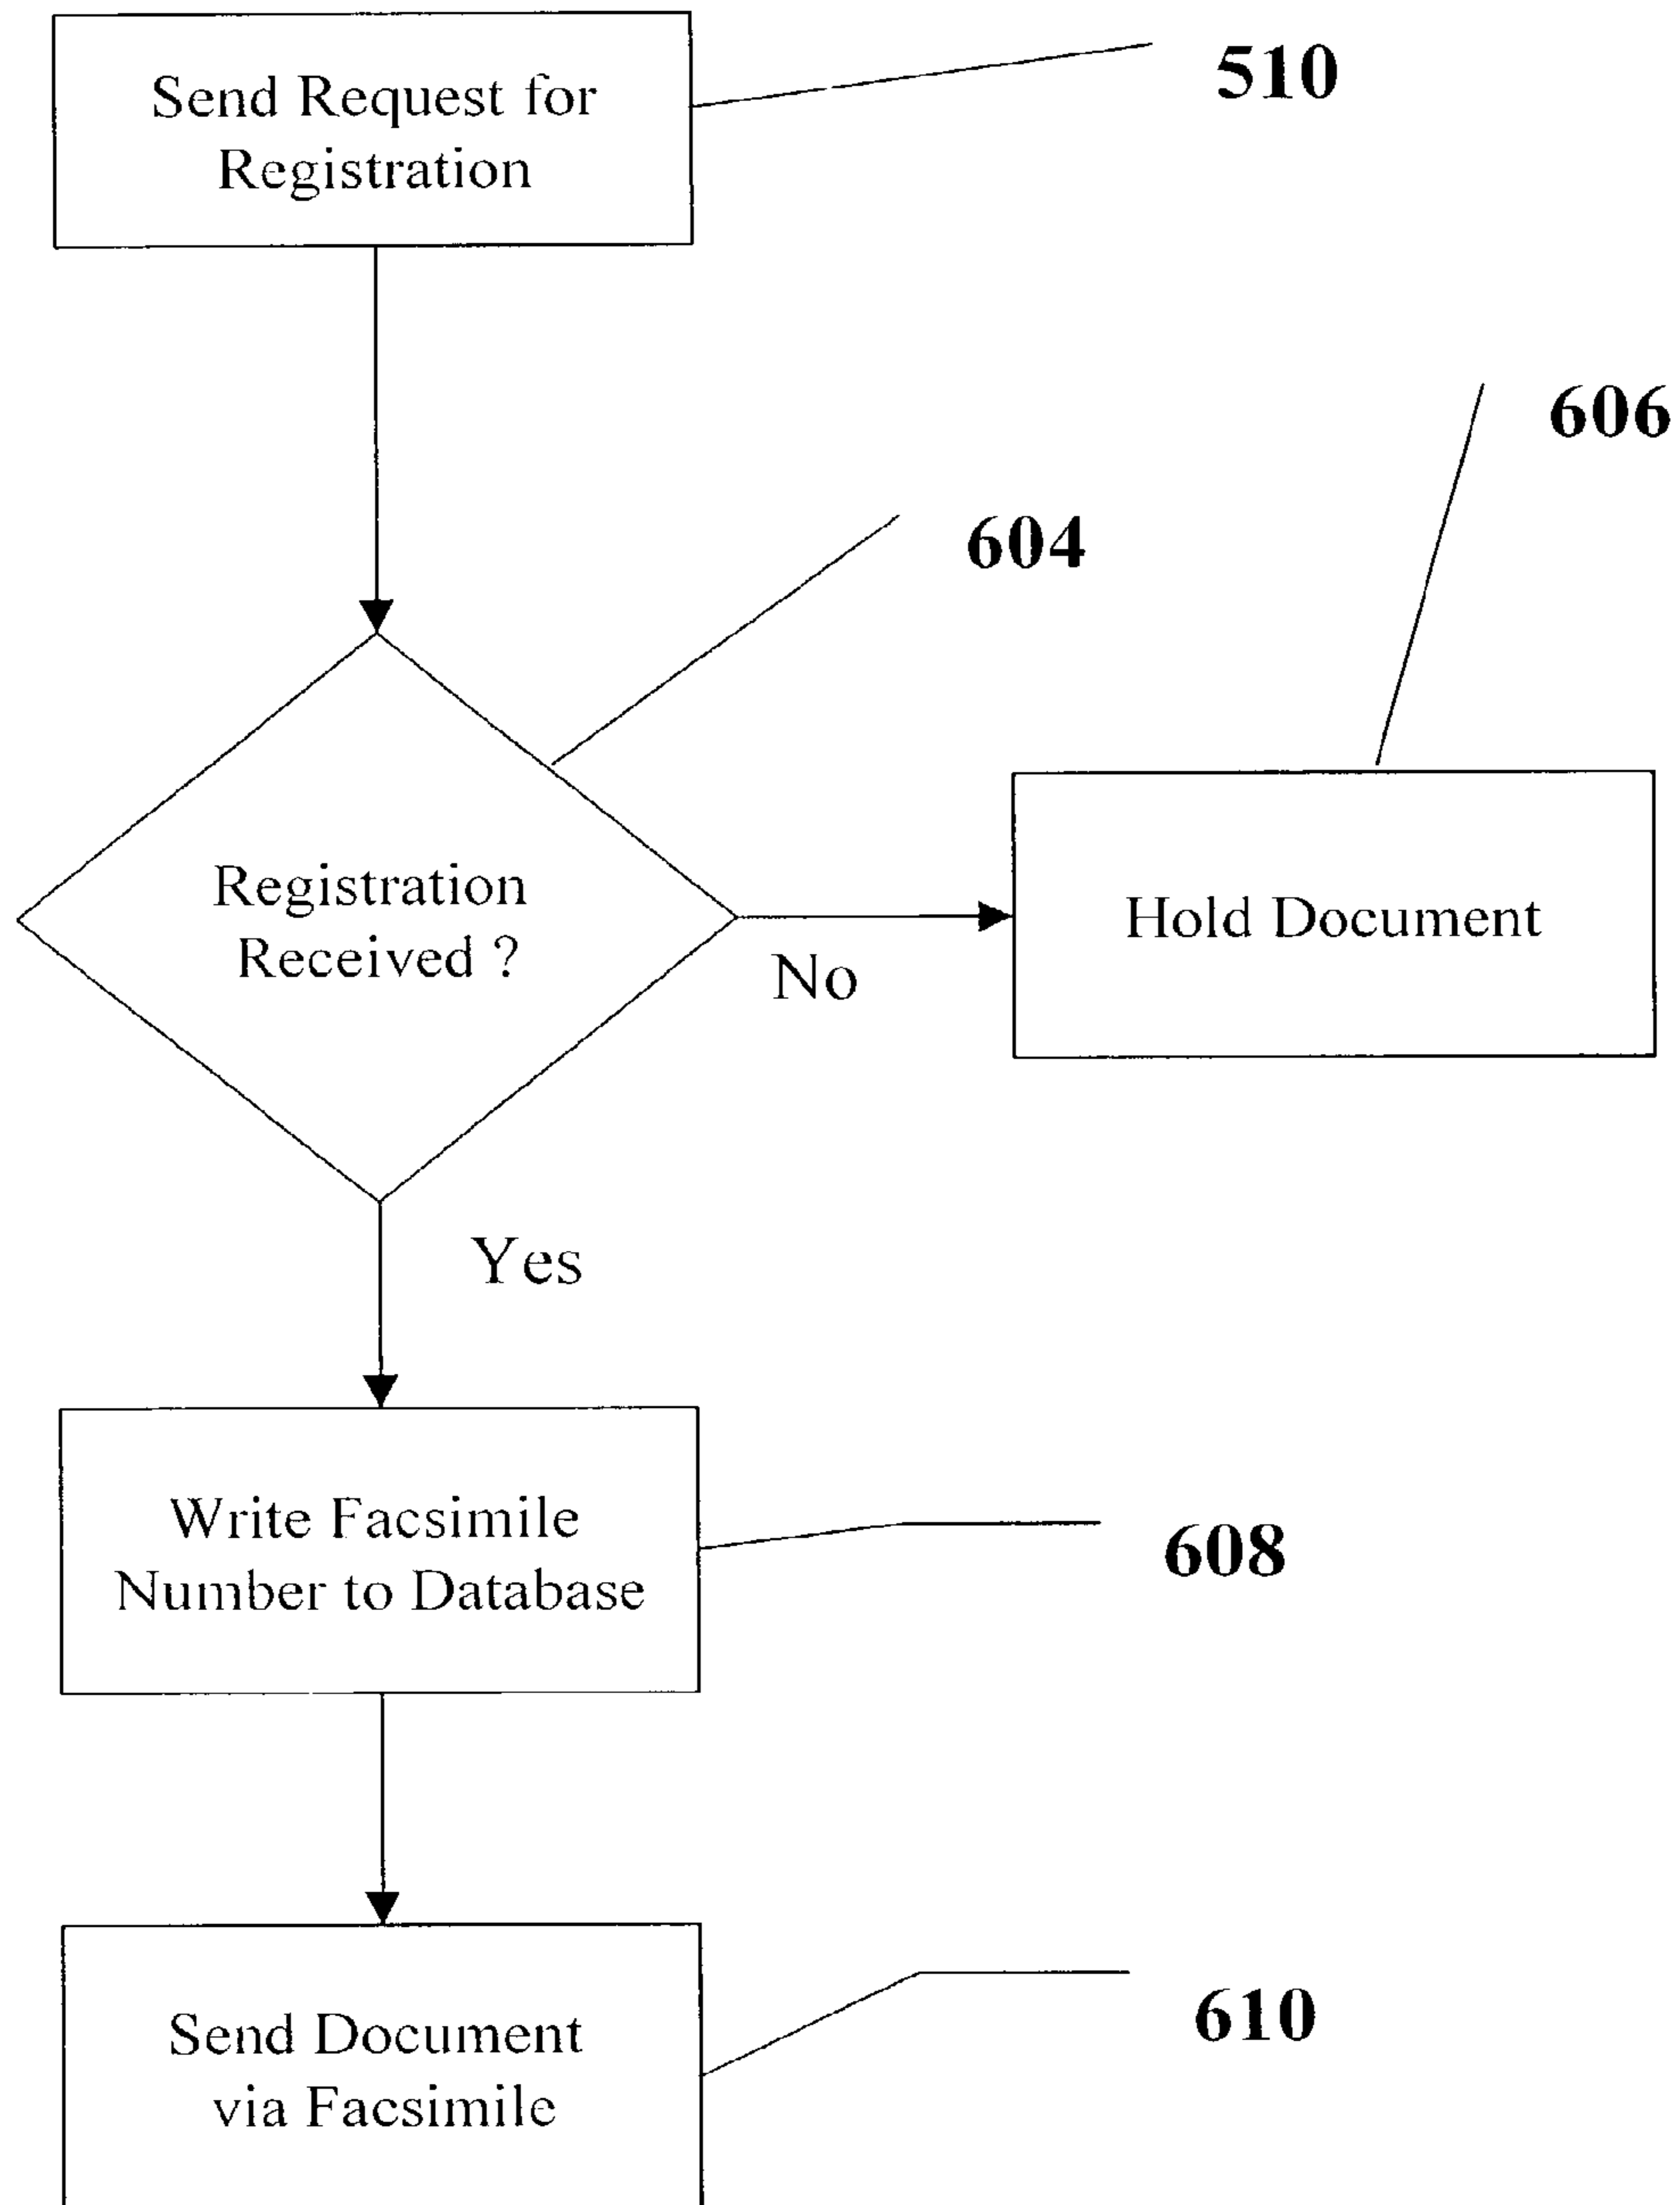 Send Request for
Registration
510
606
604
Registration
Received ?
No
Hold Document
Yes
Write Facsimile
Number to Database
608
Send Document
via Facsimile
610